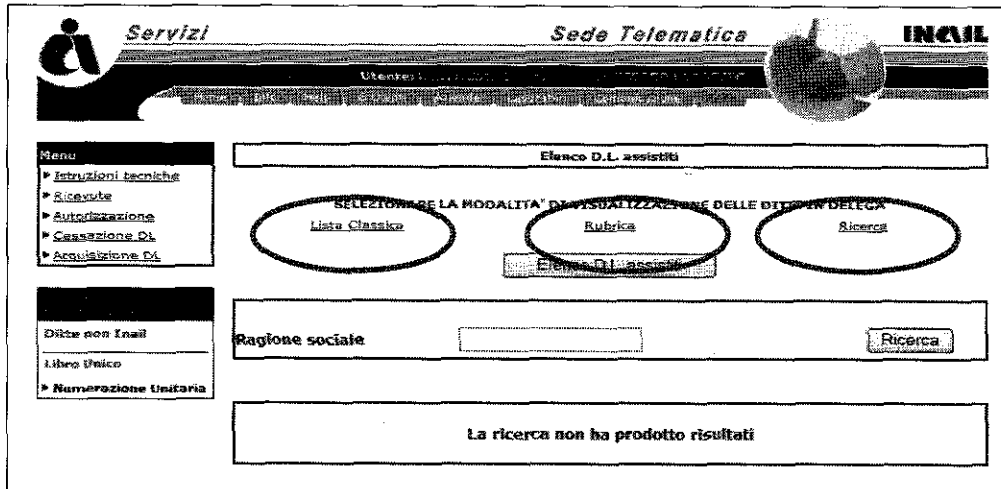 Servizi Sede Telematica INAIL
Utente:
Menu
Istruzioni tecniche
Ricevute
Autorizzazione
Cessazione DL
Acquisizione DL
Ditte non Inail
Libro Unico
Numerazione Unitaria
Elenco D.L. assistiti
SELEZIONARE LA MODALITA' DI VISUALIZZAZIONE DELLE DITTE IN DELEGA
Lista Classica Rubrica Ricerca
Elenco D.L. assistiti
Ragione sociale Ricerca
La ricerca non ha prodotto risultati